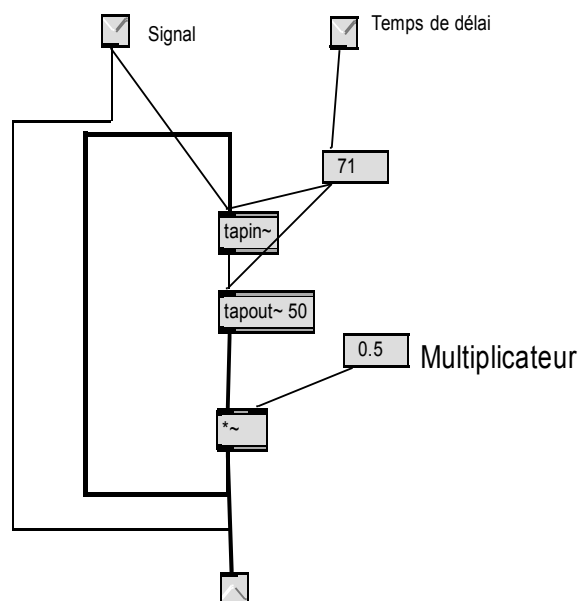 Signal
Temps de délai
71
tapin~
tapout~ 50
0.5
Multiplicateur
*~